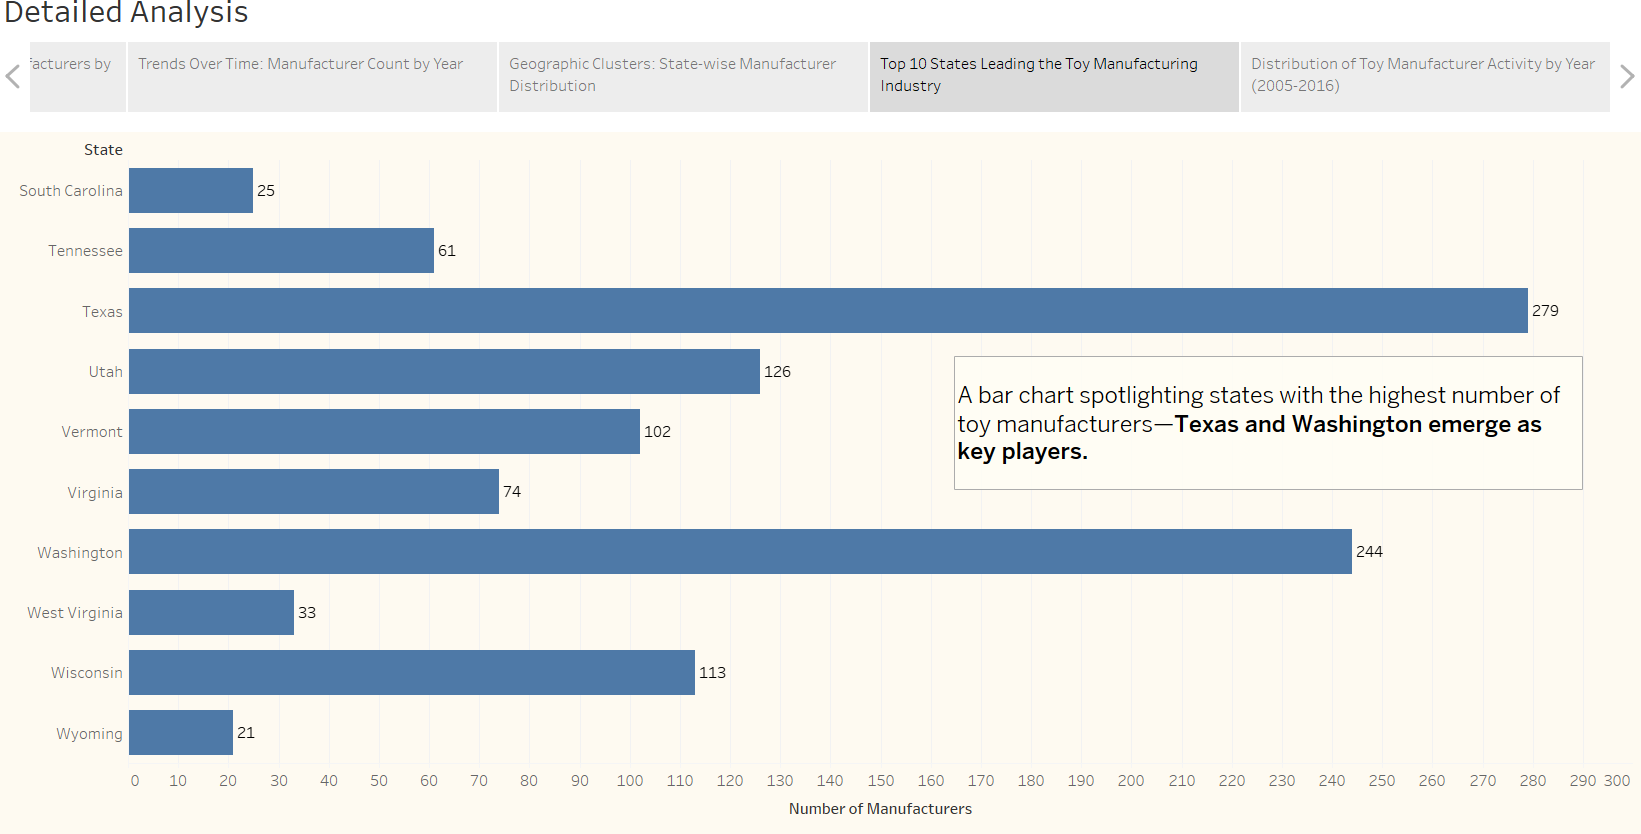 Detailed Analysis
facturers by
Trends Over Time: Manufacturer Count by Year
Geographic Clusters: State-wise Manufacturer
Distribution
Top 10 States Leading the Toy Manufacturing
Industry
Distribution of Toy Manufacturer Activity by Year
(2005-2016)
State
South Carolina 25
Tennessee 61
Texas 279
Utah 126
Vermont 102
Virginia 74
Washington 244
West Virginia 33
Wisconsin 113
Wyoming 21
A bar chart spotlighting states with the highest number of
toy manufacturers—Texas and Washington emerge as
key players.
0 10 20 30 40 50 60 70 80 90 100 110 120 130 140 150 160 170 180 190 200 210 220 230 240 250 260 270 280 290 300
Number of Manufacturers